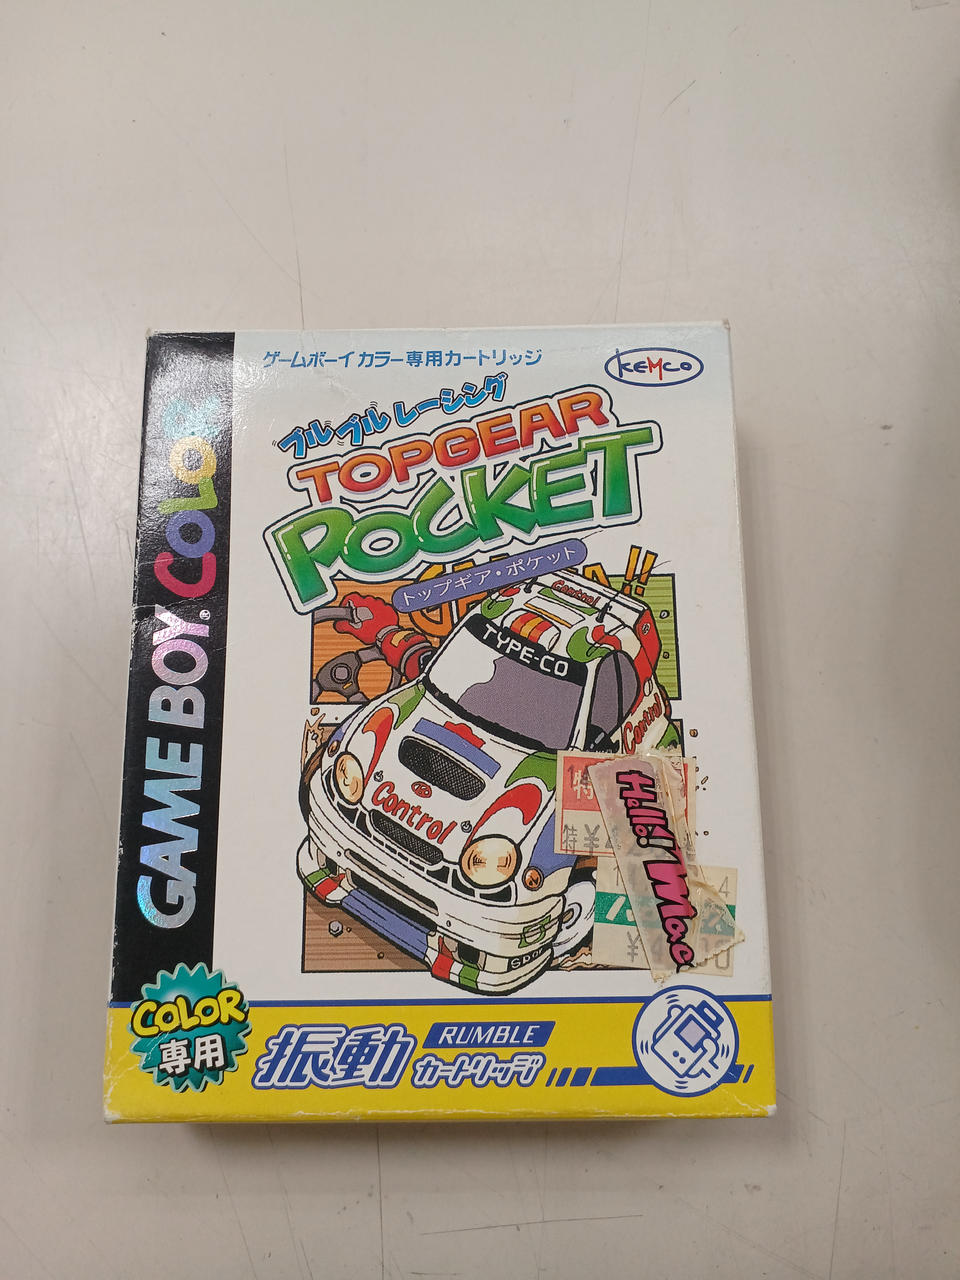 ゲームボーイカラー専用カートリッジ
KEMCO
ブルブルレーシング
TOPGEAR
POCKET
トップギア・ポケット
!!
Control
TYPE-CO
Control
Control
特
特 ¥
Hello! Mac
4
¥
GAME BOY COLOR
COLOR
専用
振動
RUMBLE
カートリッジ